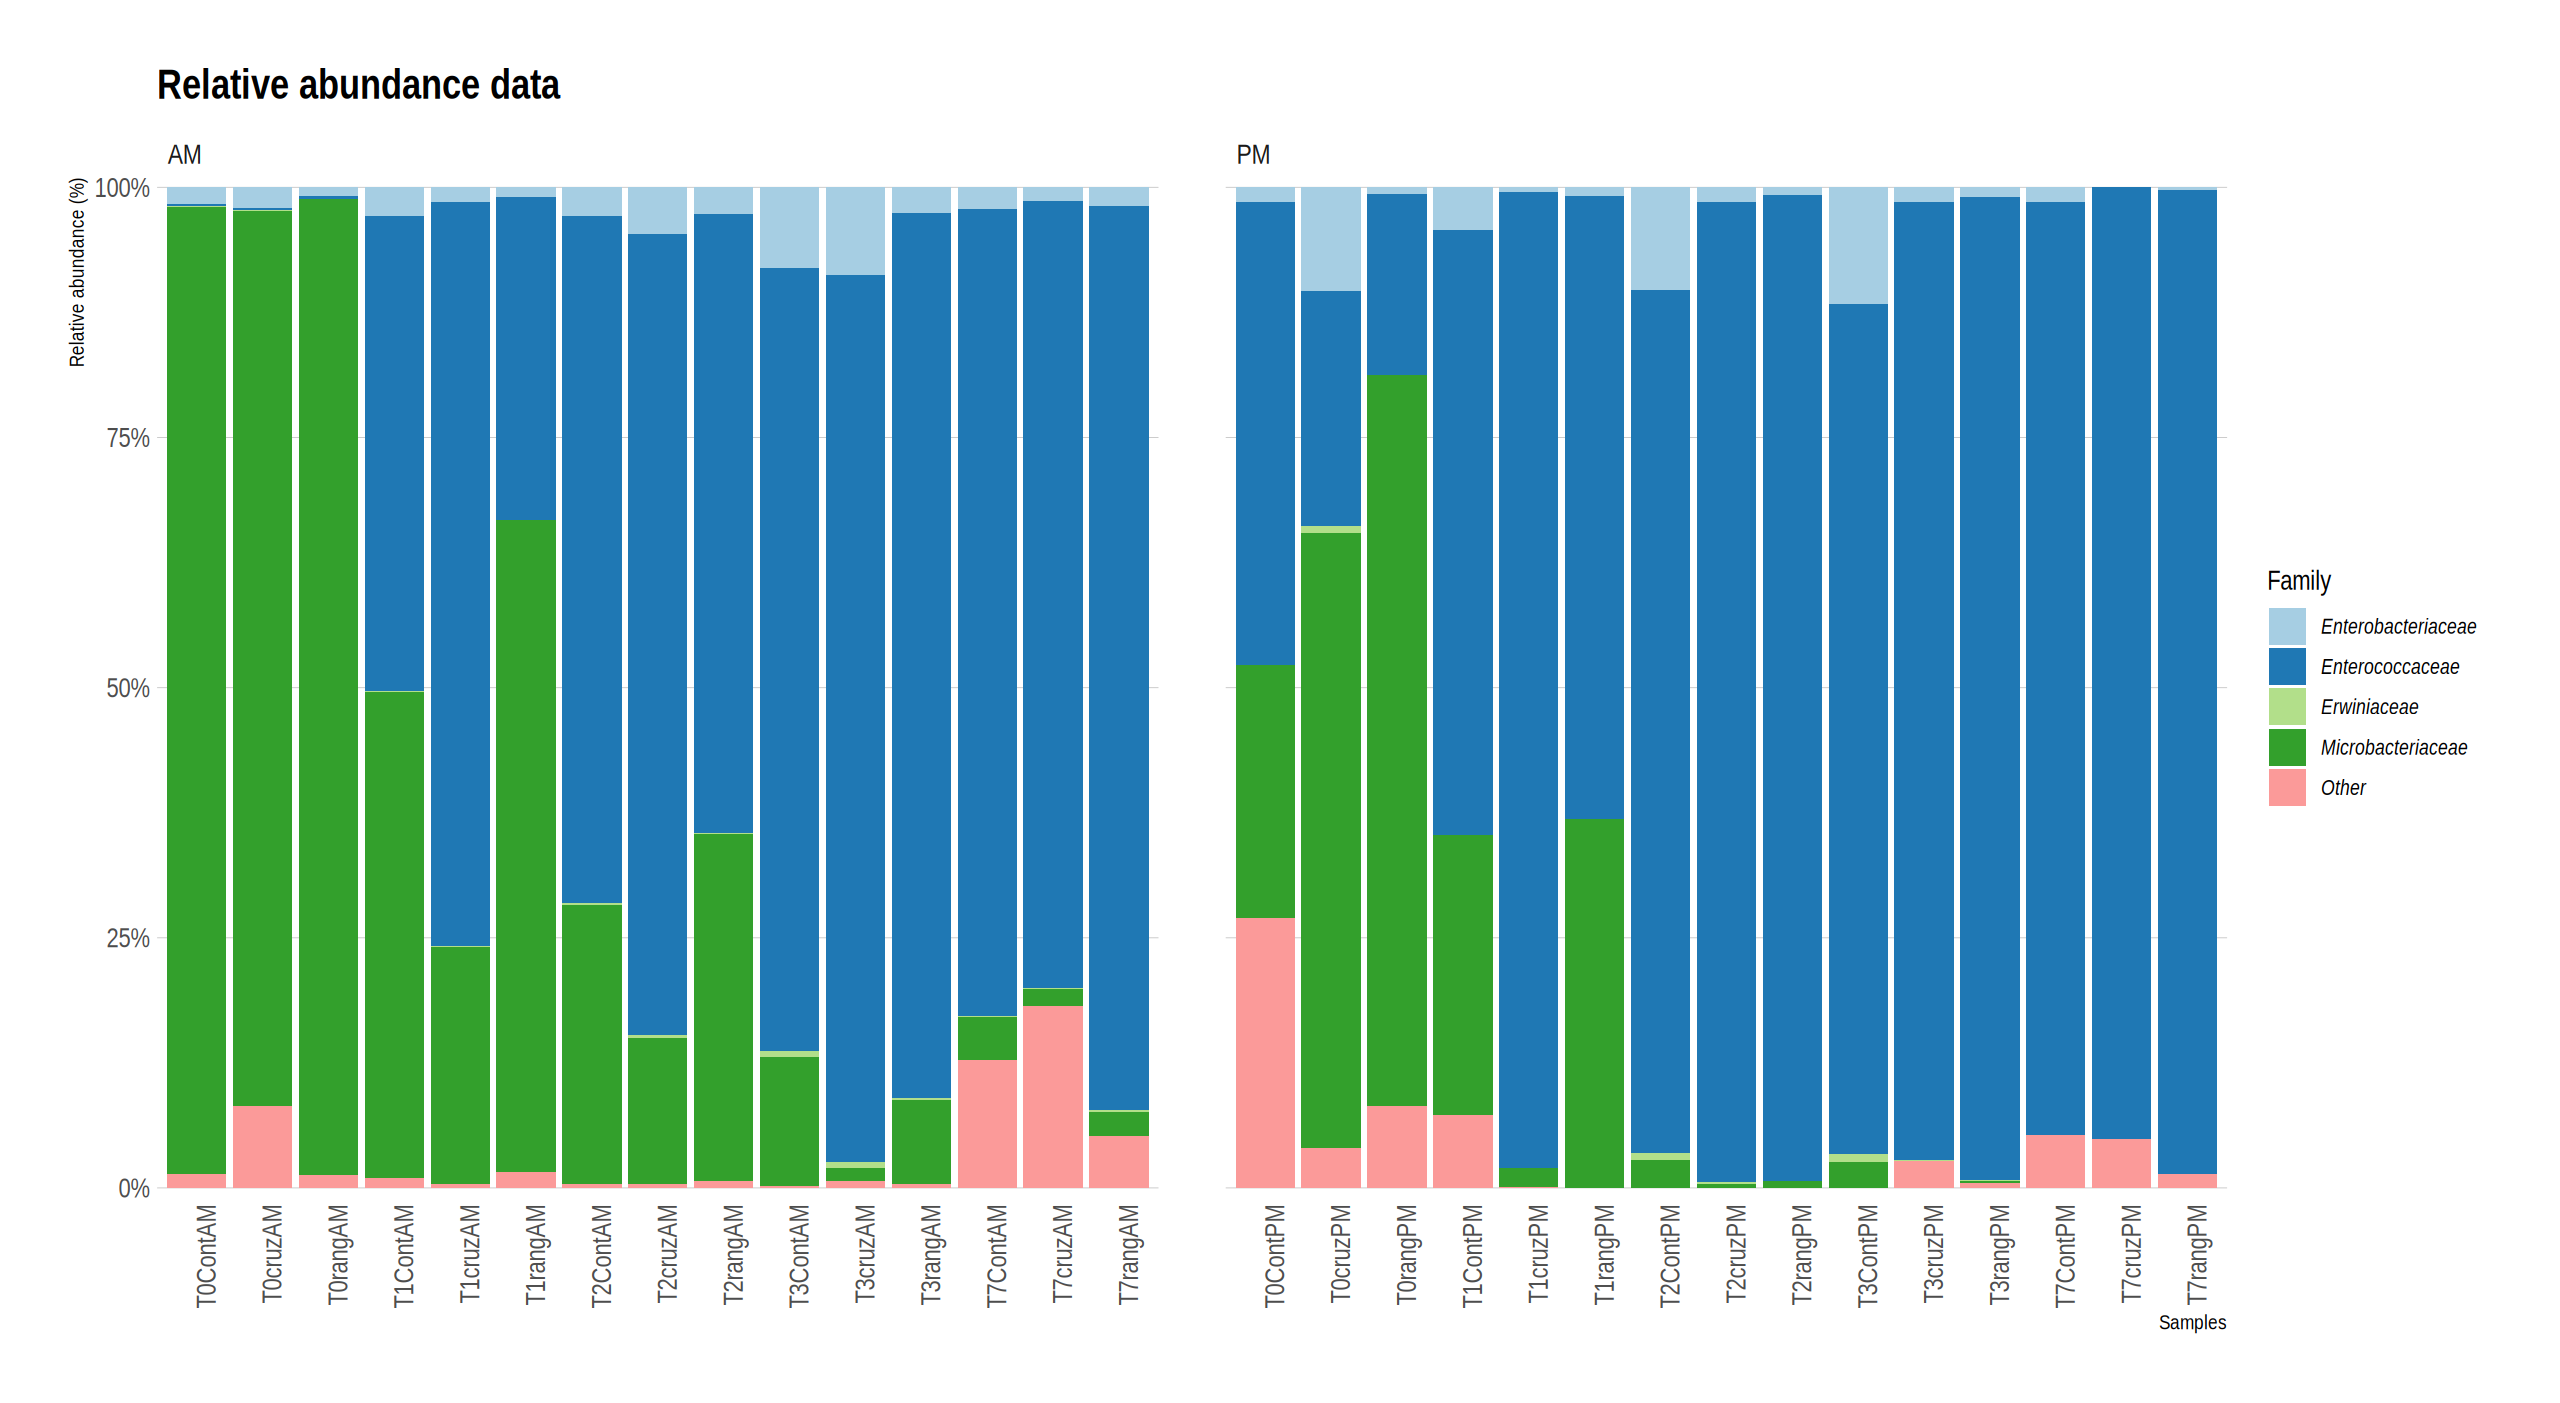 Relative abundance data
AM
PM
Relative abundance (%)
100%
75%
50%
25%
0%
T0ContAM
T0cruzAM
T0rangAM
T1ContAM
T1cruzAM
T1rangAM
T2ContAM
T2cruzAM
T2rangAM
T3ContAM
T3cruzAM
T3rangAM
T7ContAM
T7cruzAM
T7rangAM
T0ContPM
T0cruzPM
T0rangPM
T1ContPM
T1cruzPM
T1rangPM
T2ContPM
T2cruzPM
T2rangPM
T3ContPM
T3cruzPM
T3rangPM
T7ContPM
T7cruzPM
T7rangPM
Samples
Family
Enterobacteriaceae
Enterococcaceae
Erwiniaceae
Microbacteriaceae
Other